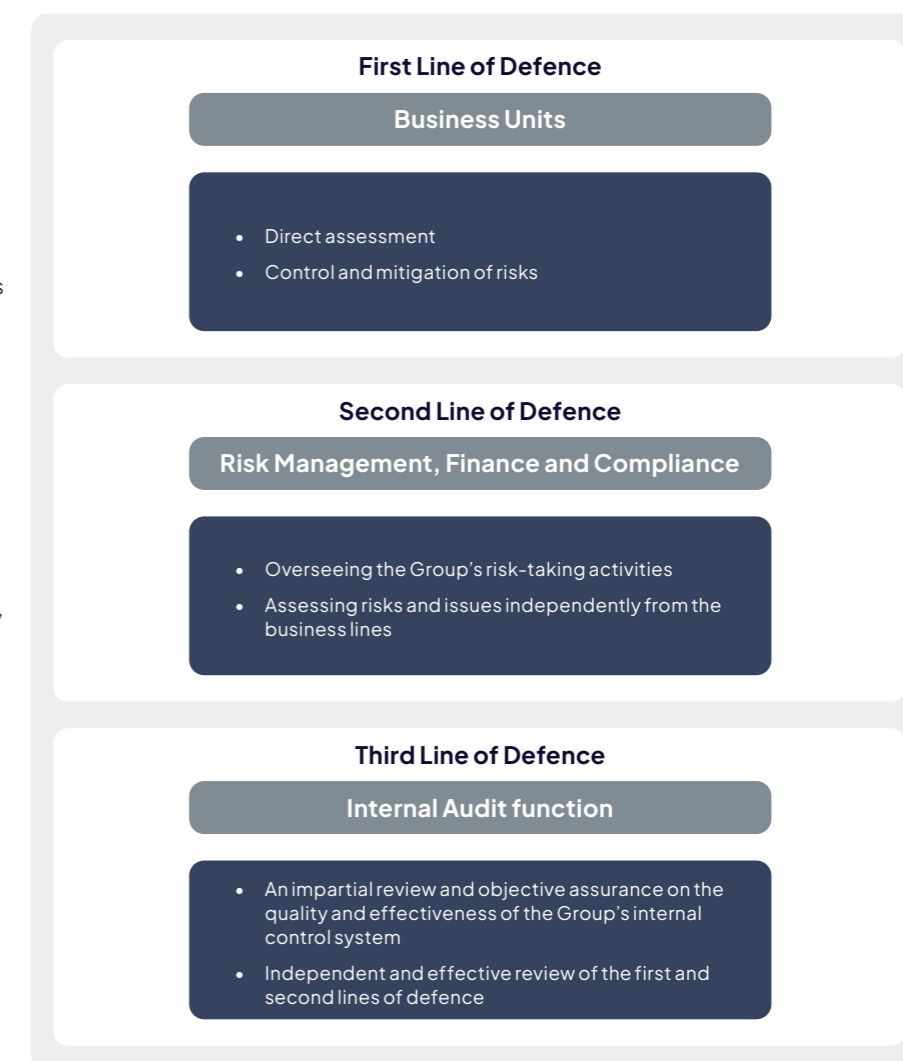 First Line of Defence
Business Units
• Direct assessment
• Control and mitigation of risks
s
Second Line of Defence
Risk Management, Finance and Compliance
• Overseeing the Group's risk-taking activities
• Assessing risks and issues independently from the
business lines
,
Third Line of Defence
Internal Audit function
• An impartial review and objective assurance on the
quality and effectiveness of the Group's internal
control system
• Independent and effective review of the first and
second lines of defence